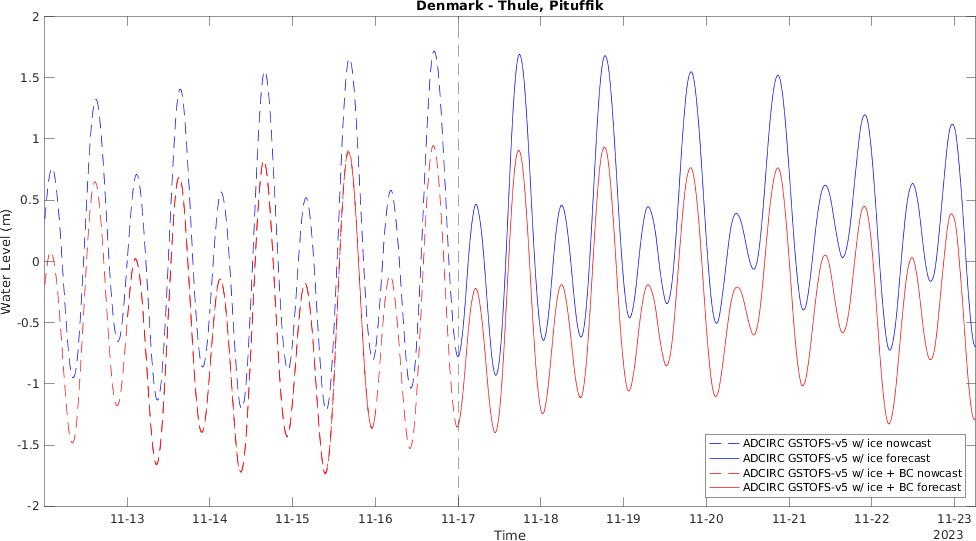 Denmark - Thule, Pituffik
2
1.5
1
0.5
0
-0.5
-1
-1.5
-2
Water Level (m)
ADCIRC GSTOFS-v5 w/ ice nowcast
ADCIRC GSTOFS-v5 w/ ice forecast
ADCIRC GSTOFS-v5 w/ ice + BC nowcast
ADCIRC GSTOFS-v5 w/ ice + BC forecast
11-13 11-14 11-15 11-16 11-17 11-18 11-19 11-20 11-21 11-22 11-23
Time
2023